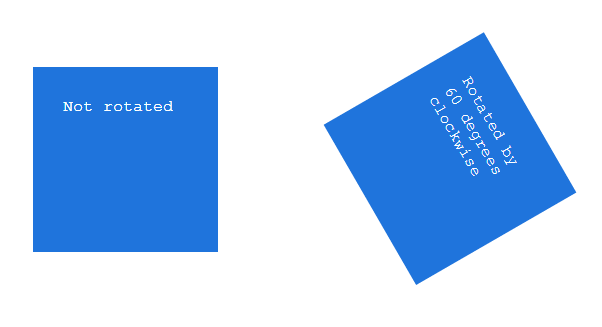 Not rotated
Rotated by
60 degrees
clockwise